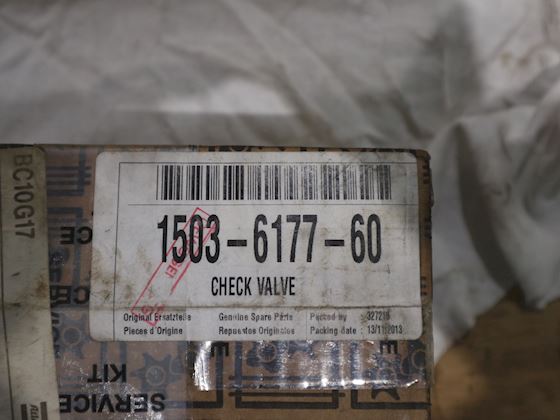 1503-6177-60
CHECK VALVE
Original Ersatzteile Genuine Spare Parts Packed by
Pieces d'Origine Repuestos Originales Packing date : 13/11/2013
BC10G17
SERVICE
KIT